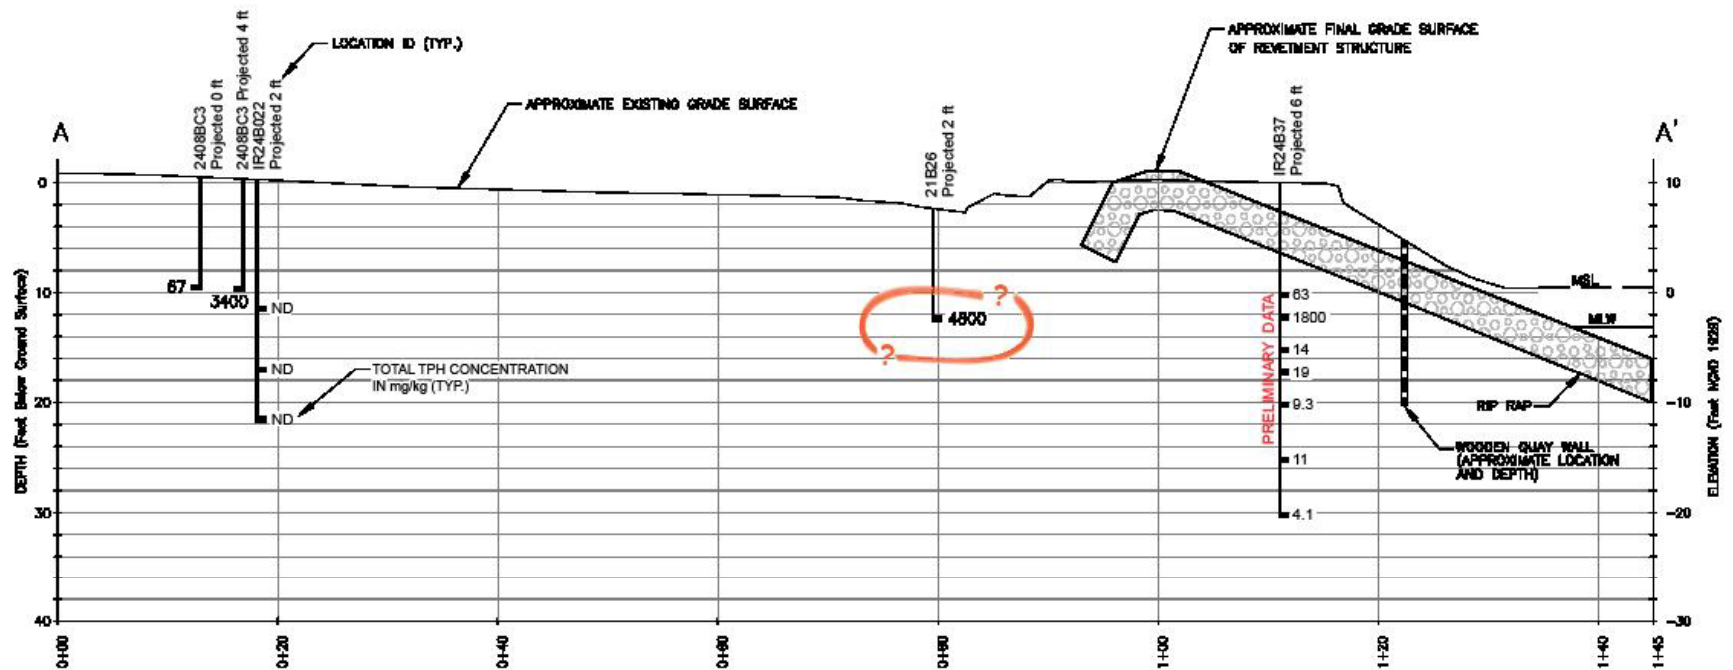 LOCATION ID (TYP.)
APPROXIMATE EXISTING GRADE SURFACE
APPROXIMATE FINAL GRADE SURFACE
OF REVETMENT STRUCTURE
A
A'
2408BC3
Projected 0 ft
2408BC3 Projected 4 ft
IR24B022
Projected 2 ft
21B26
Projected 2 ft
IR24B37
Projected 6 ft
67
3400
ND
ND
ND
TOTAL TPH CONCENTRATION
IN mg/kg (TYP.)
?
4800
?
PRELIMINARY DATA
63
1800
14
19
9.3
11
4.1
MSL
MLW
RIP RAP
WOODEN QUAY WALL
(APPROXIMATE LOCATION
AND DEPTH)
DEPTH (Feet Below Ground Surface)
0
10
20
30
40
ELEVATION (Feet NGVD 1929)
10
0
-10
-20
-30
0+00
0+20
0+40
0+60
0+80
1+00
1+20
1+40
1+45